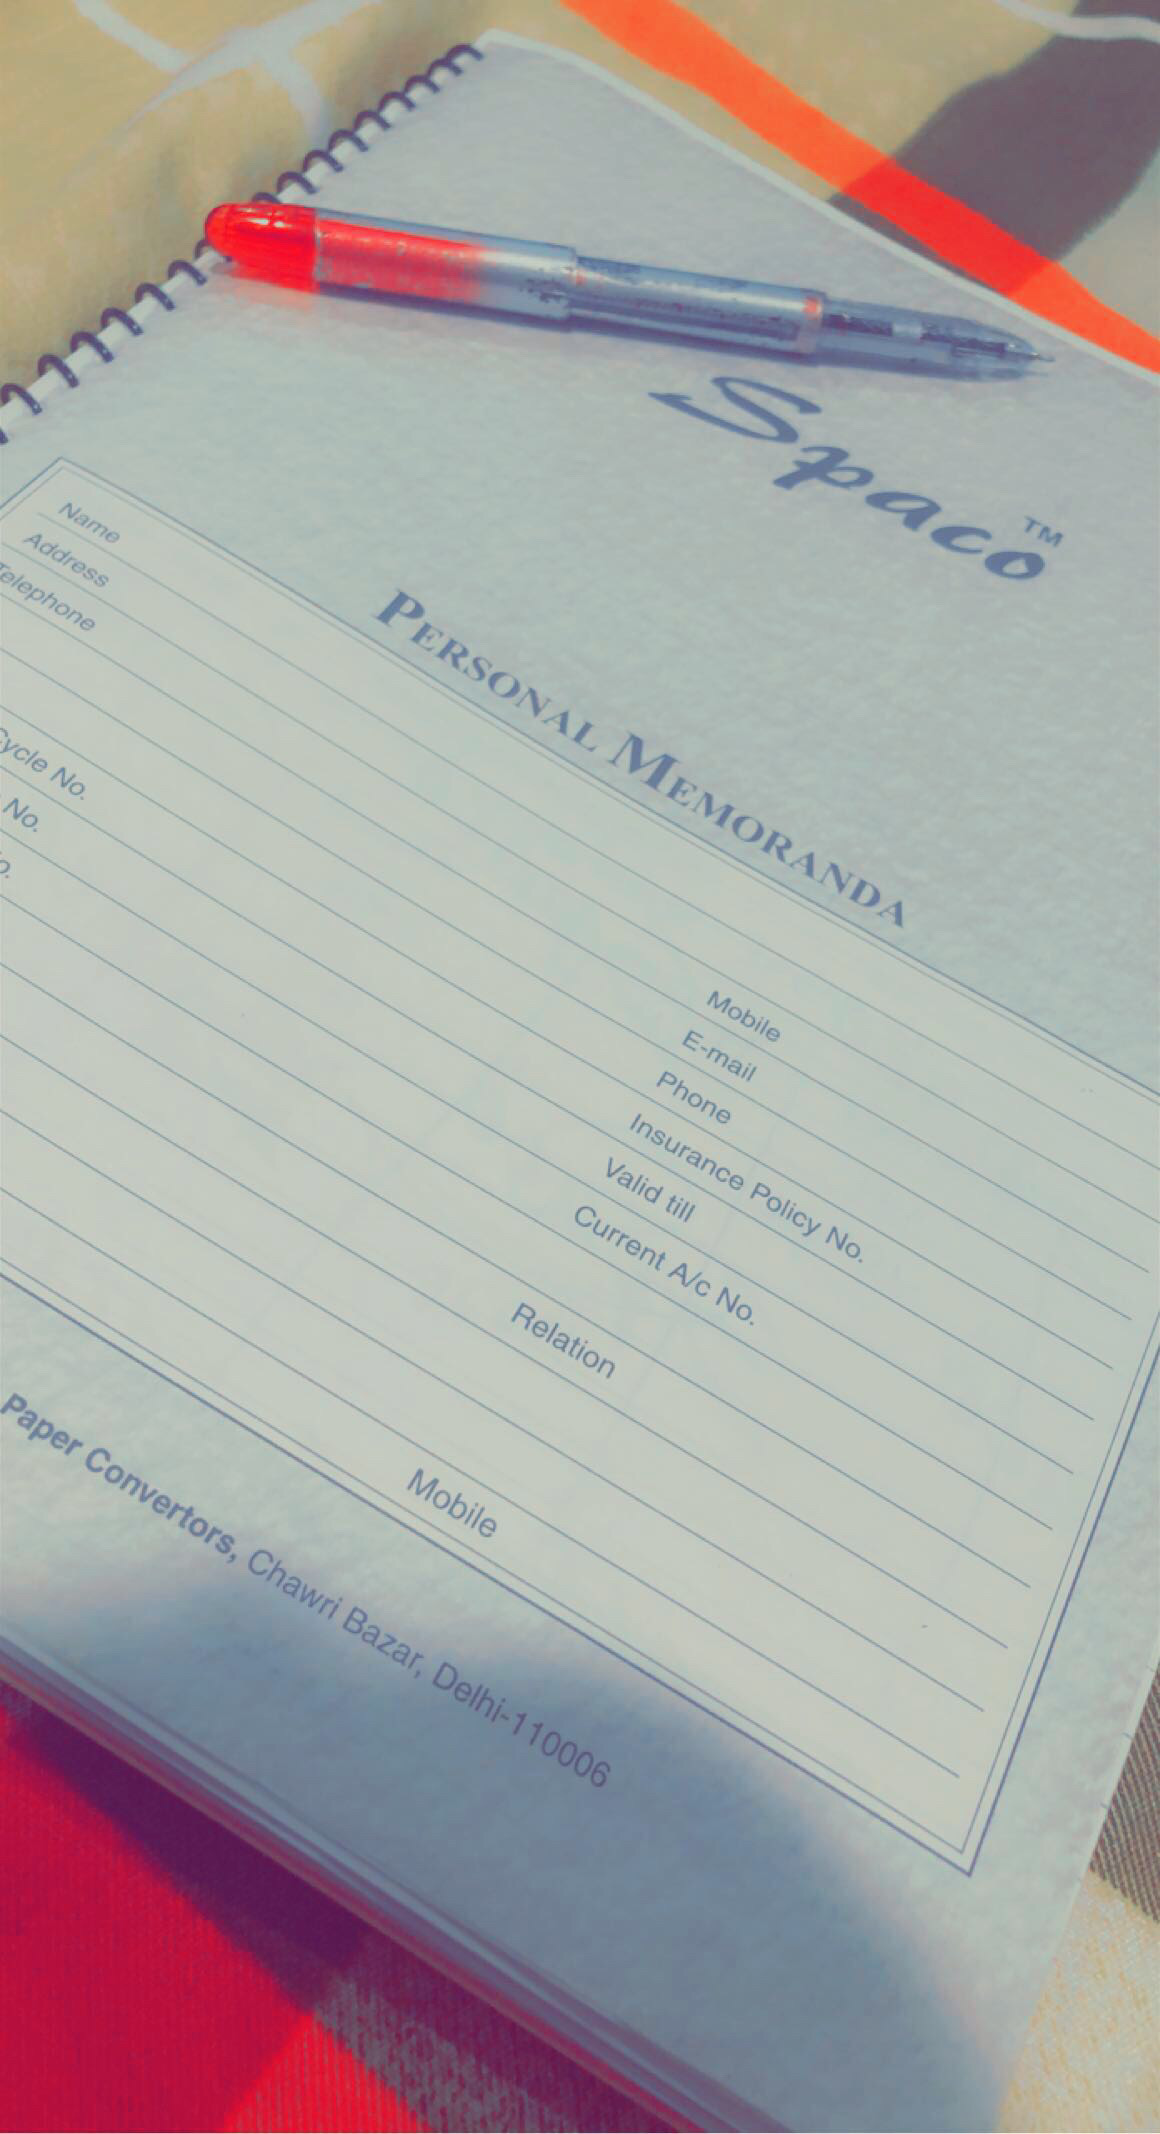 Spaco™
PERSONAL MEMORANDA
Name
Address
Telephone Mobile
E-mail
Phone
Cycle No. Insurance Policy No.
No. Valid till
Current A/c No.
Relation
Mobile
Paper Convertors, Chawri Bazar, Delhi-110006